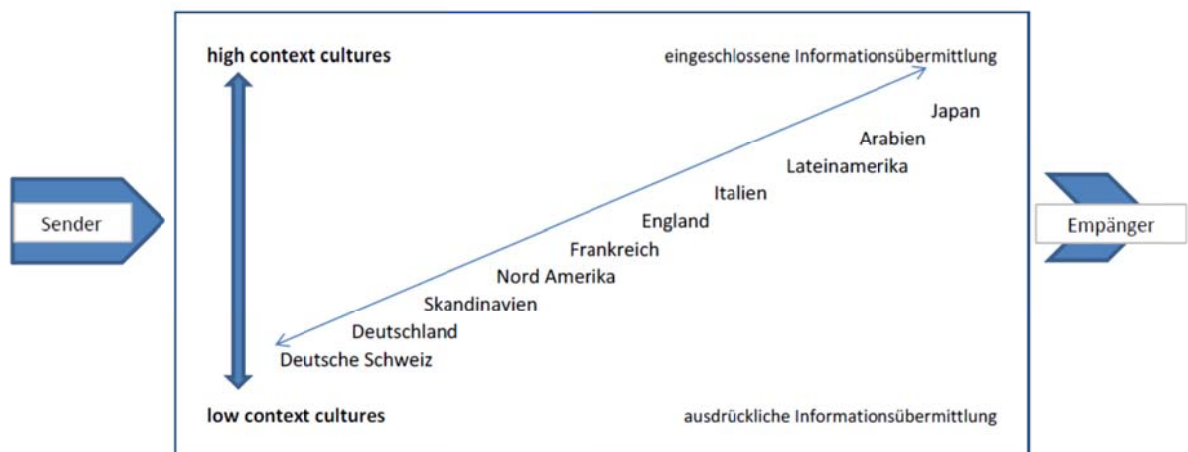 high context cultures
eingeschlossene Informationsübermittlung
Japan
Arabien
Lateinamerika
Italien
Sender
England
Empänger
Frankreich
Nord Amerika
Skandinavien
Deutschland
Deutsche Schweiz
low context cultures
ausdrückliche Informationsübermittlung